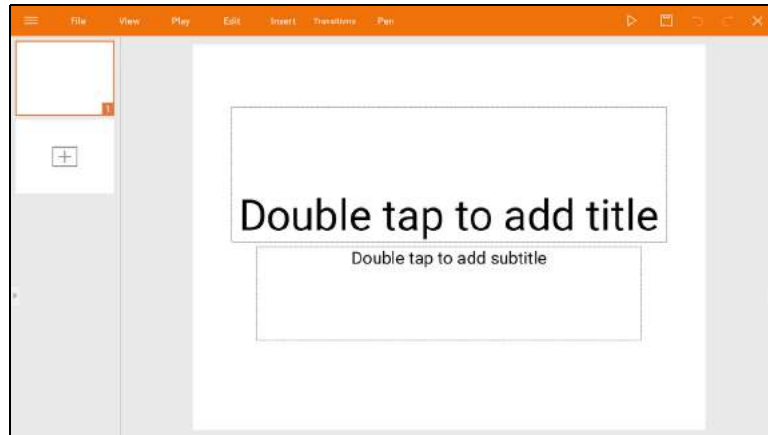 File View Play Edit Insert Transitions Pen
1
Double tap to add title
Double tap to add subtitle